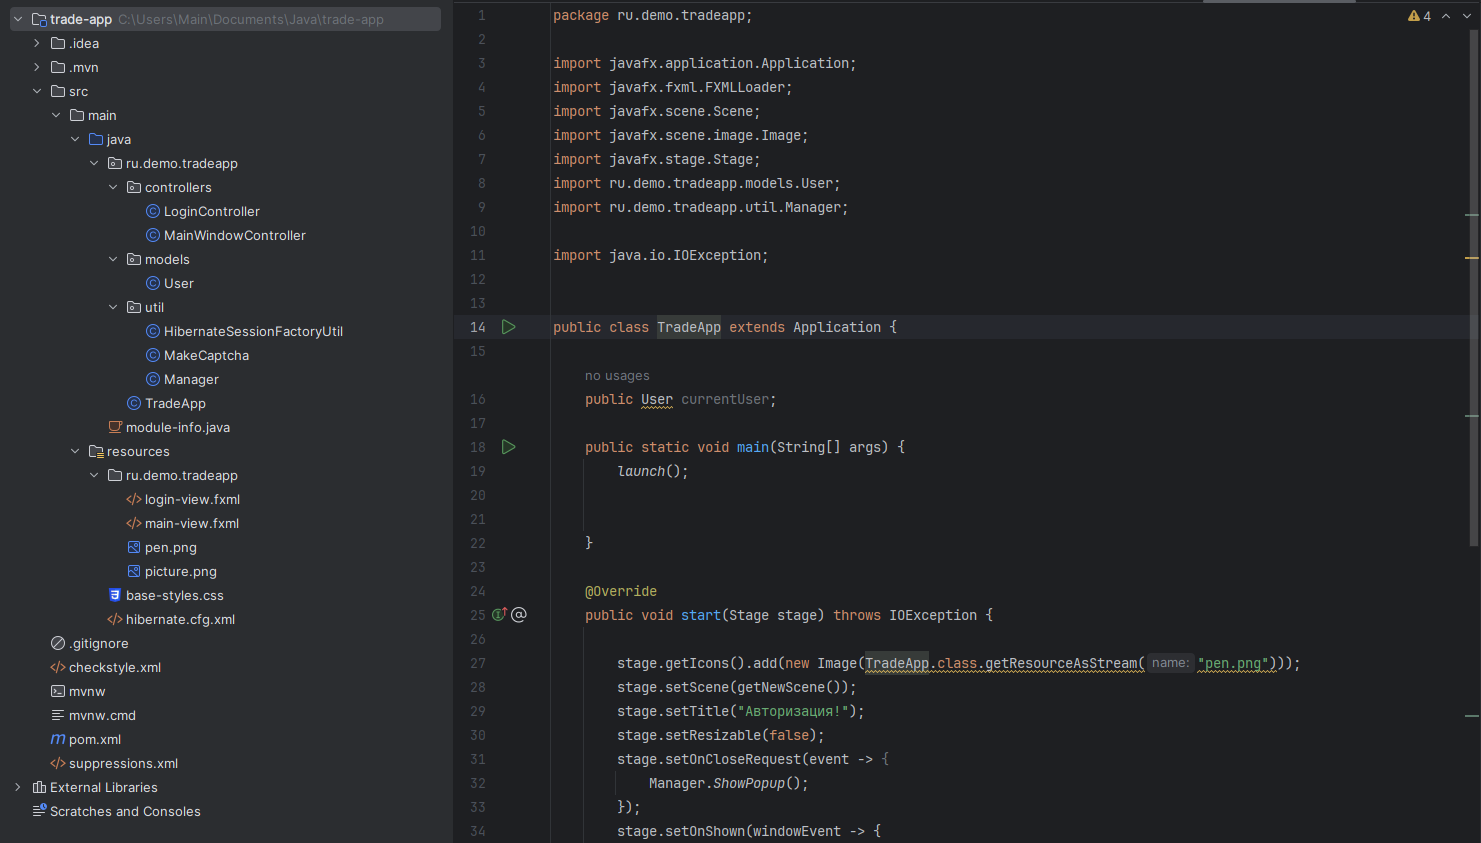 trade-app C:\Users\Main\Documents\Java\trade-app
.idea
.mvn
src
main
java
ru.demo.tradeapp
controllers
LoginController
MainWindowController
models
User
util
HibernateSessionFactoryUtil
MakeCaptcha
Manager
TradeApp
module-info.java
resources
ru.demo.tradeapp
login-view.fxml
main-view.fxml
pen.png
picture.png
base-styles.css
hibernate.cfg.xml
.gitignore
checkstyle.xml
mvnw
mvnw.cmd
pom.xml
suppressions.xml
External Libraries
Scratches and Consoles
4
1 package ru.demo.tradeapp;
2
3 import javafx.application.Application;
4 import javafx.fxml.FXMLLoader;
5 import javafx.scene.Scene;
6 import javafx.scene.image.Image;
7 import javafx.stage.Stage;
8 import ru.demo.tradeapp.models.User;
9 import ru.demo.tradeapp.util.Manager;
10
11 import java.io.IOException;
12
13
14 public class TradeApp extends Application {
15
no usages
16 public User currentUser;
17
18 public static void main(String[] args) {
19 launch();
20
21
22 }
23
24 @Override
25 public void start(Stage stage) throws IOException {
26
27 stage.getIcons().add(new Image(TradeApp.class.getResourceAsStream( name: "pen.png")));
28 stage.setScene(getNewScene());
29 stage.setTitle("Авторизация!");
30 stage.setResizable(false);
31 stage.setOnCloseRequest(event -> {
32 Manager.ShowPopup();
33 });
34 stage.setOnShown(windowEvent -> {